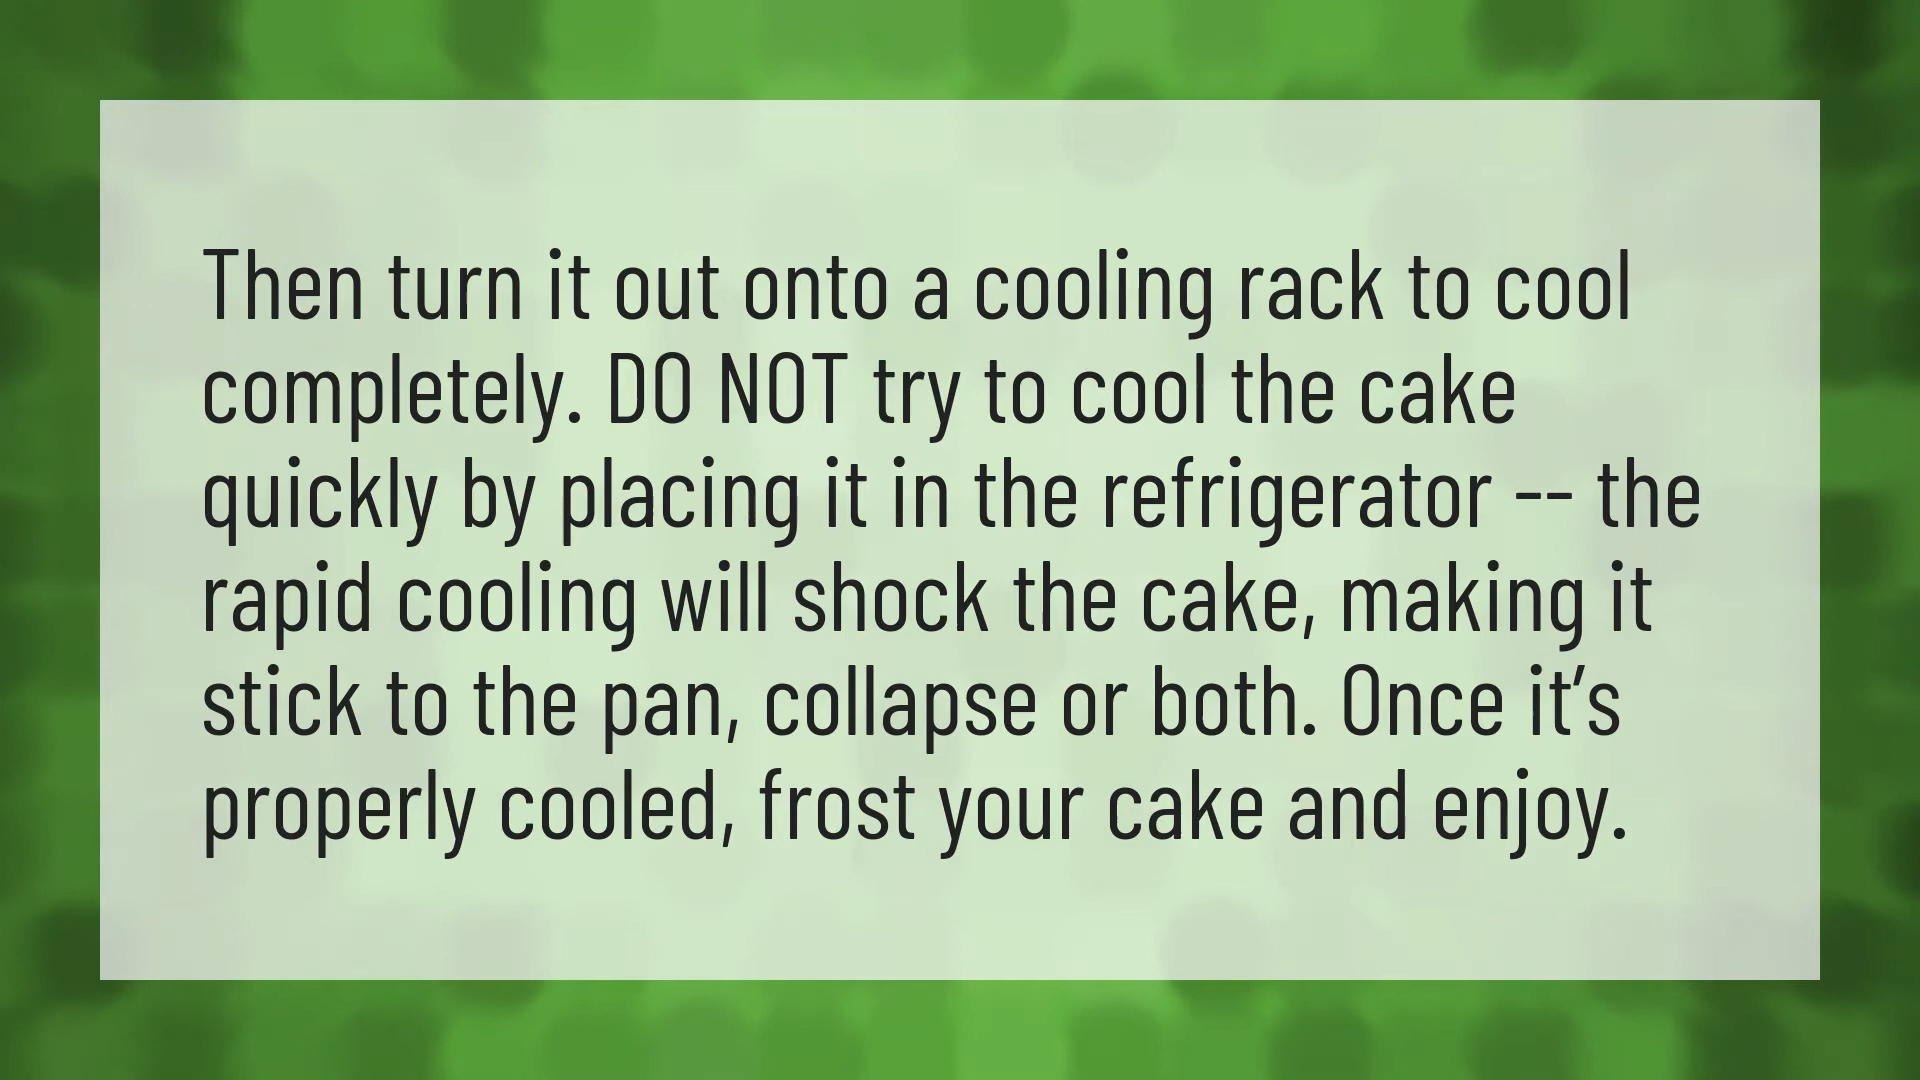 Then turn it out onto a cooling rack to cool
completely. DO NOT try to cool the cake
quickly by placing it in the refrigerator -- the
rapid cooling will shock the cake, making it
stick to the pan, collapse or both. Once it’s
properly cooled, frost your cake and enjoy.